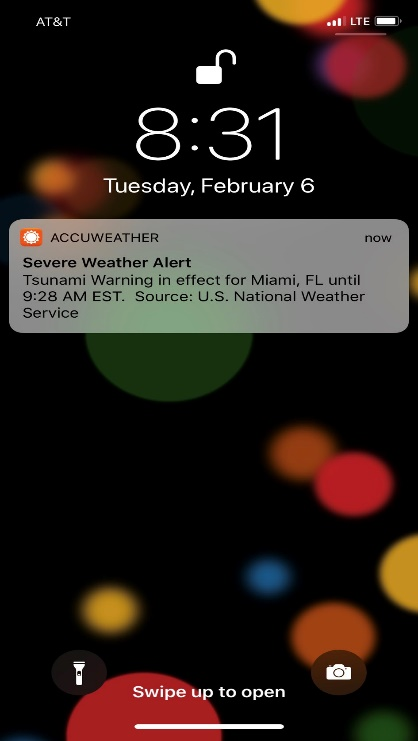 AT&T LTE
8:31
Tuesday, February 6
ACCUWEATHER now
Severe Weather Alert
Tsunami Warning in effect for Miami, FL until
9:28 AM EST. Source: U.S. National Weather
Service
Swipe up to open